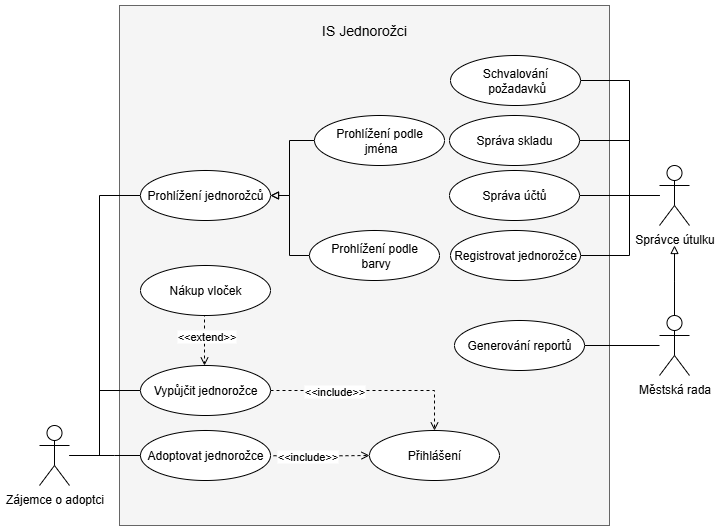 IS Jednorožci
Schvalování
požadavků
Prohlížení podle
jména
Správa skladu
Prohlížení jednorožců
Správa účtů
Správce útulku
Prohlížení podle
barvy
Registrovat jednorožce
Nákup vloček
<<extend>>
Generování reportů
Městská rada
Vypůjčit jednorožce
<<include>>
Adoptovat jednorožce
<<include>>
Přihlášení
Zájemce o adoptci